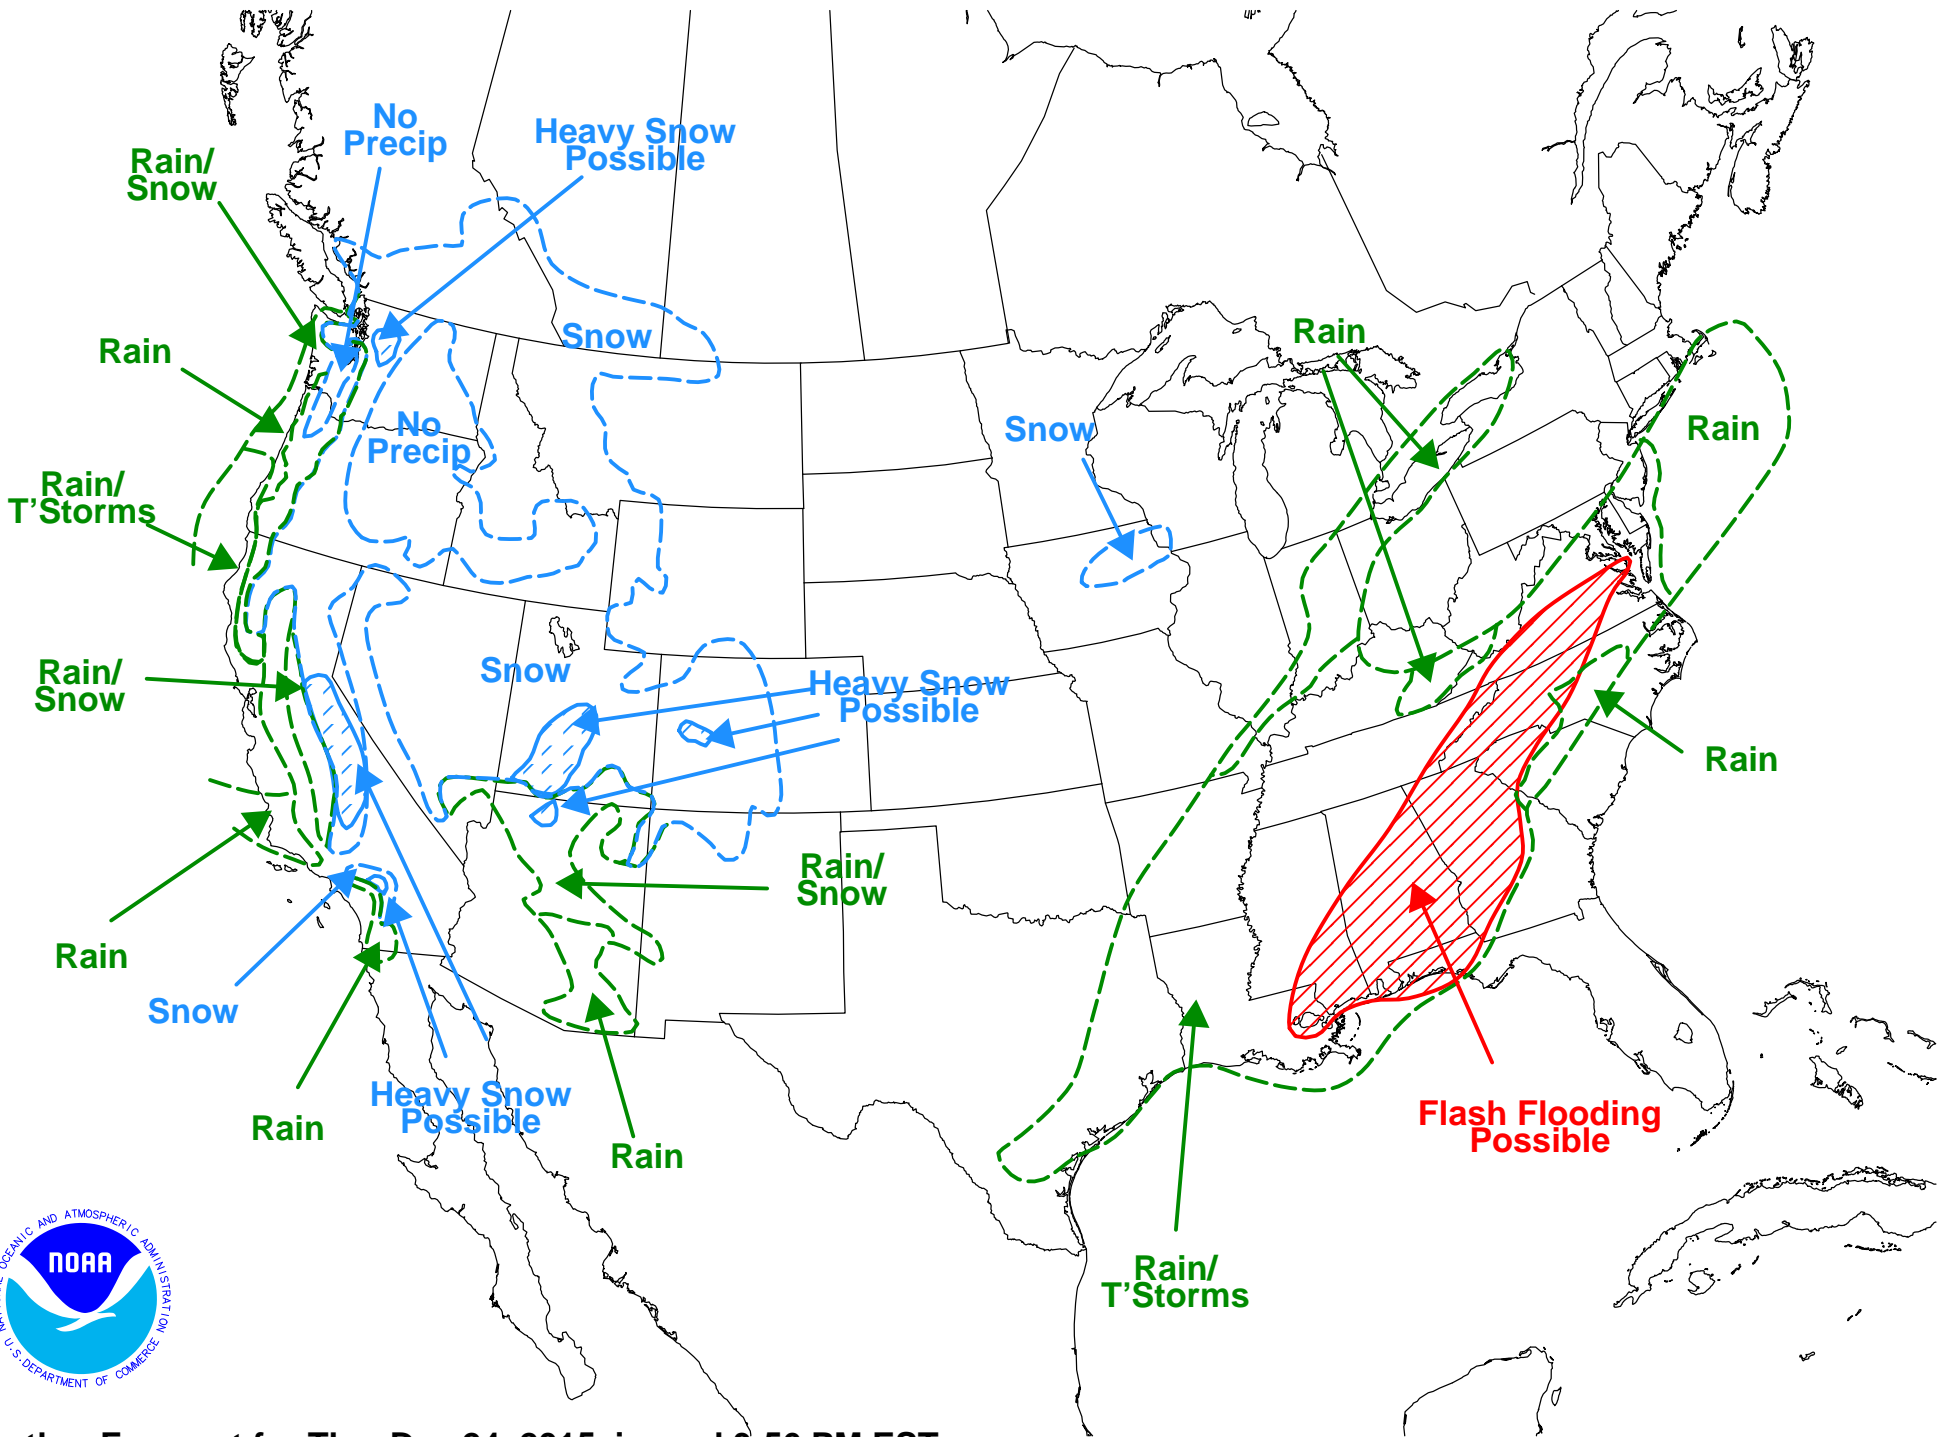 No
Precip
Heavy Snow
Possible
Rain/
Snow
Rain
Snow
Rain
Rain
Snow
No
Precip
Rain
Rain/
T'Storms
Snow
Heavy Snow
Possible
Rain/
Snow
Rain
Rain/
Snow
Rain
Snow
Heavy Snow
Possible
Rain
Rain
Flash Flooding
Possible
Rain/
T'Storms
NOAA
OCEANIC AND ATMOSPHERIC ADMINISTRATION
U.S. DEPARTMENT OF COMMERCE